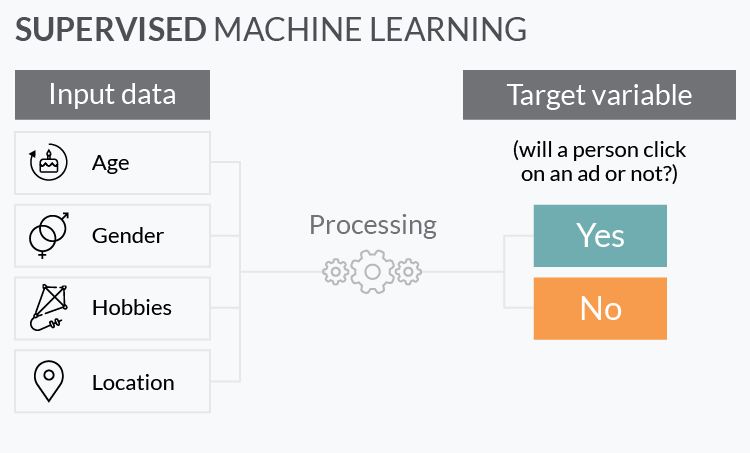 SUPERVISED MACHINE LEARNING
Input data
Age
Gender
Hobbies
Location
Processing
Target variable
(will a person click
on an ad or not?)
Yes
No